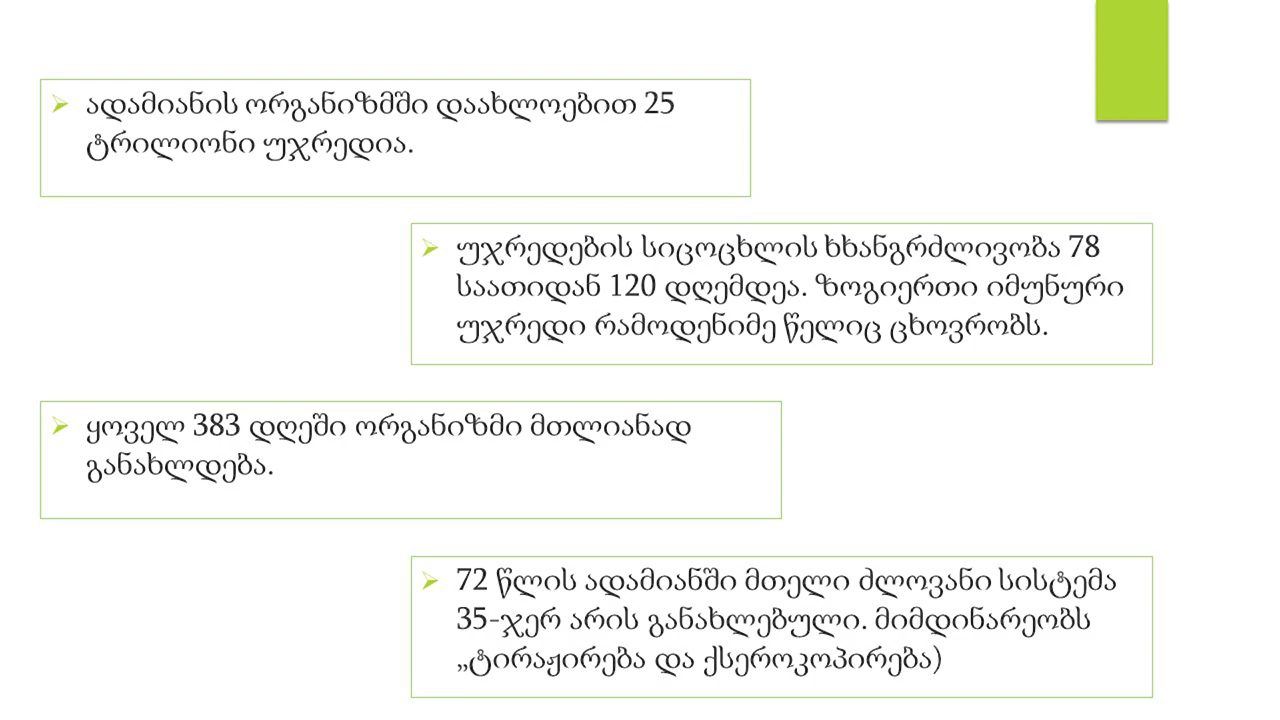 ადამიანის ორგანიზმში დაახლოებით 25
ტრილიონი უჯრედია.
უჯრედების სიცოცხლის ხხანგრძლივობა 78
საათიდან 120 დღემდეა. ზოგიერთი იმუნური
უჯრედი რამოდენიმე წელიც ცხოვრობს.
ყოველ 383 დღეში ორგანიზმი მთლიანად
განახლდება.
72 წლის ადამიანში მთელი ძლოვანი სისტემა
35-ჯერ არის განახლებული. მიმდინარეობს
„ტირაჟირება და ქსეროკოპირება)